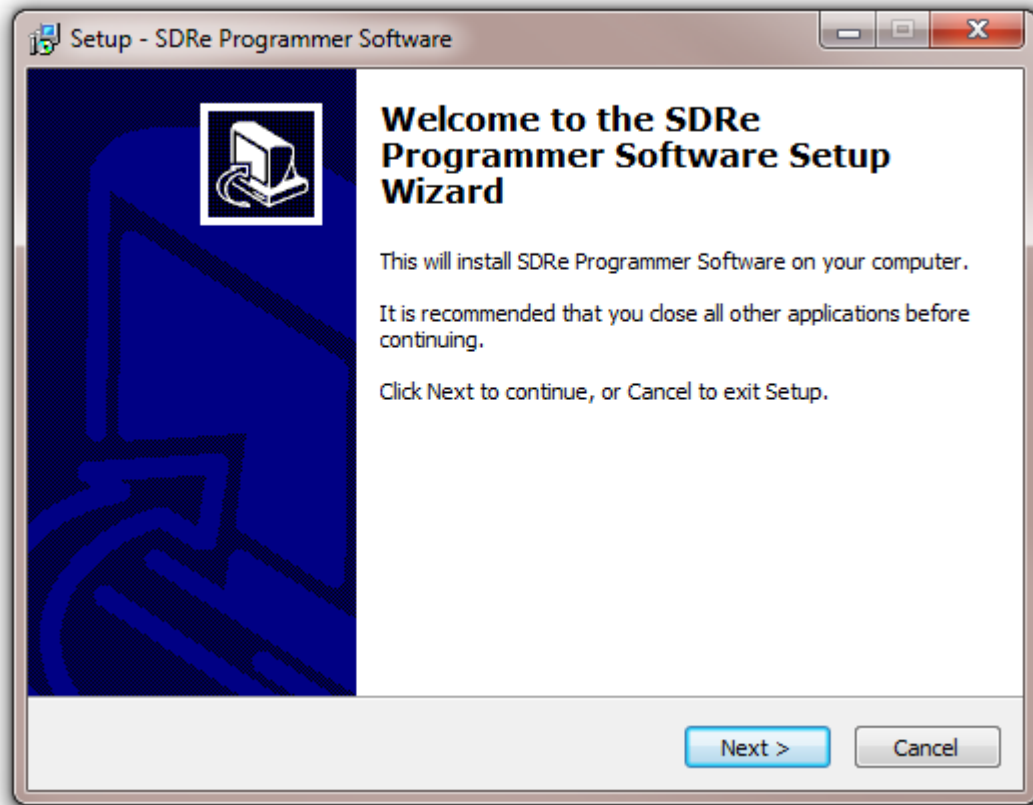 Setup - SDRe Programmer Software
Welcome to the SDRe
Programmer Software Setup
Wizard
This will install SDRe Programmer Software on your computer.
It is recommended that you close all other applications before
continuing.
Click Next to continue, or Cancel to exit Setup.
Next >
Cancel